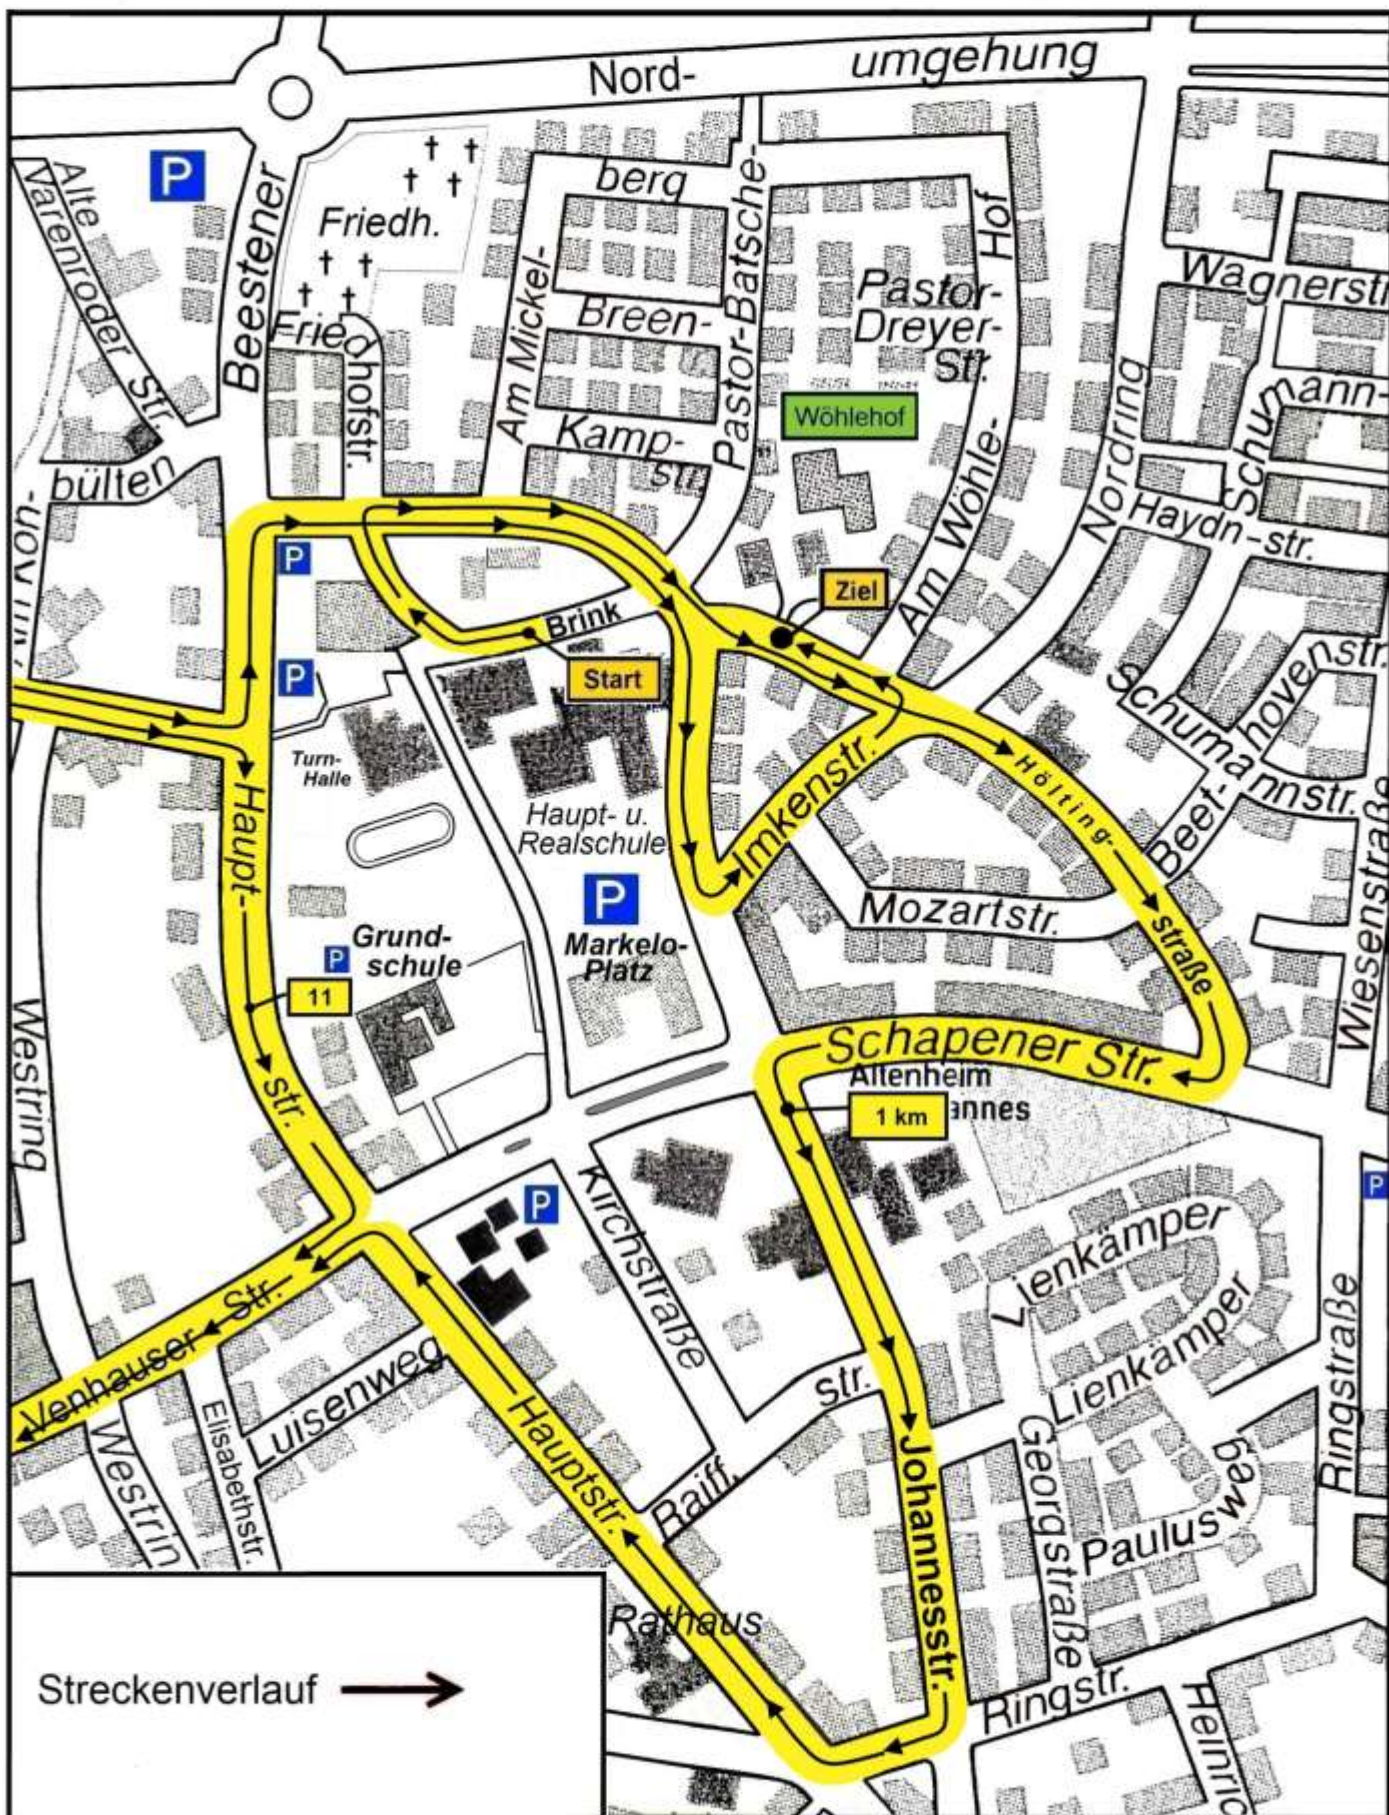 Nord-
umgehung
P
Alte
Varenroder Str.
Beestener
Friedh.
berg
Pastor-Batsche-
Hof
Wagnerstr
Am Mickel-
Breen-
Pastor-
Dreyer-
Str.
Friedhofstr.
Nordring
Schumann-
Kamp-
str.
Wöhlehof
bülten
Am Wöhle-
Haydn-str.
P
Brink
Ziel
Start
P
Schumannstr.
Beet-
hovenstr.
Turn-
Halle
Haupt-
Imkenstr.
Hölting-
straße
Haupt- u.
Realschule
P
Markelo-
Platz
Mozartstr.
Wiesenstraße
P
Grund-
schule
11
Westring
Schapener Str.
Altenheim
annes
1 km
Str.
P
Kirchstraße
P
Lienkämper
Lienkämper
Ringstraße
Venhauser Str.
Luisenweg
Elisabethstr.
Westrin
Hauptstr.
str.
Raiff.
Johannesstr.
Georgstraße
Paulusweg
Rathaus
Ringstr.
Heinric
Streckenverlauf